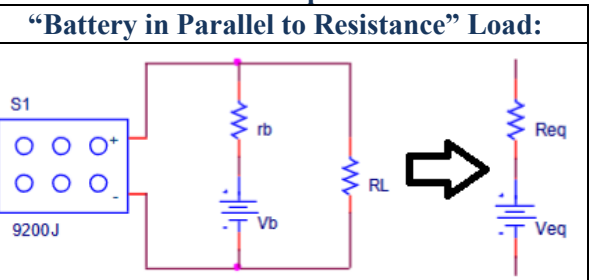 “Battery in Parallel to Resistance” Load:
S1
+
-
9200J
rb
Vb
RL
Req
Veq